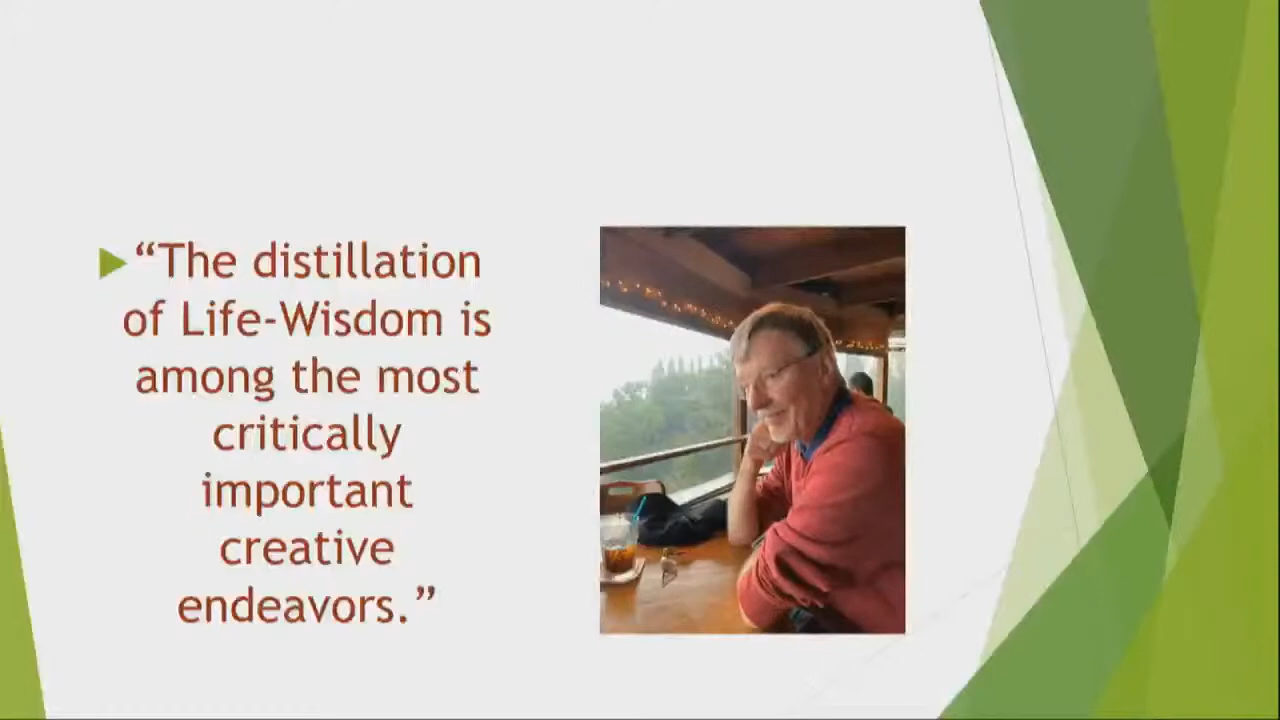 “The distillation
of Life-Wisdom is
among the most
critically
important
creative
endeavors.”